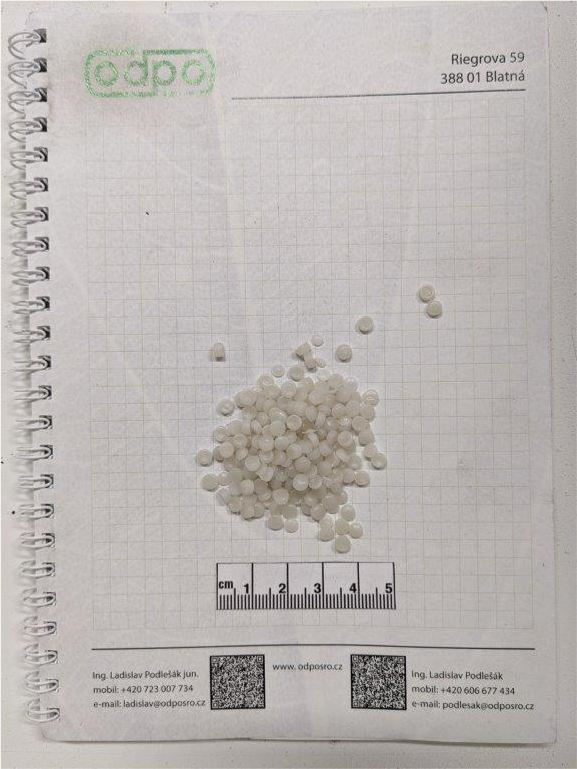 odpo
Riegrova 59
388 01 Blatná
cm 1 2 3 4 5
Ing. Ladislav Podlešák jun.
mobil: +420 723 007 734
e-mail: ladislav@odposro.cz
www. odposro.cz
Ing. Ladislav Podlešák
mobil: +420 606 677 434
e-mail: podlesak@odposro.cz